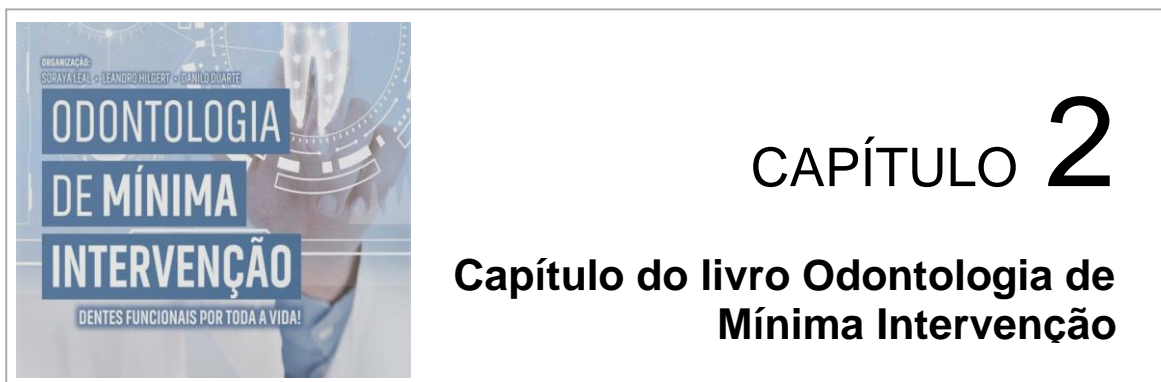 ORGANIZAÇÃO:
SORAYA LEAL • LEANDRO HILGERT • DANILO DUARTE
ODONTOLOGIA
DE MÍNIMA
INTERVENÇÃO
DENTES FUNCIONAIS POR TODA A VIDA!
CAPÍTULO 2
Capítulo do livro Odontologia de
Mínima Intervenção